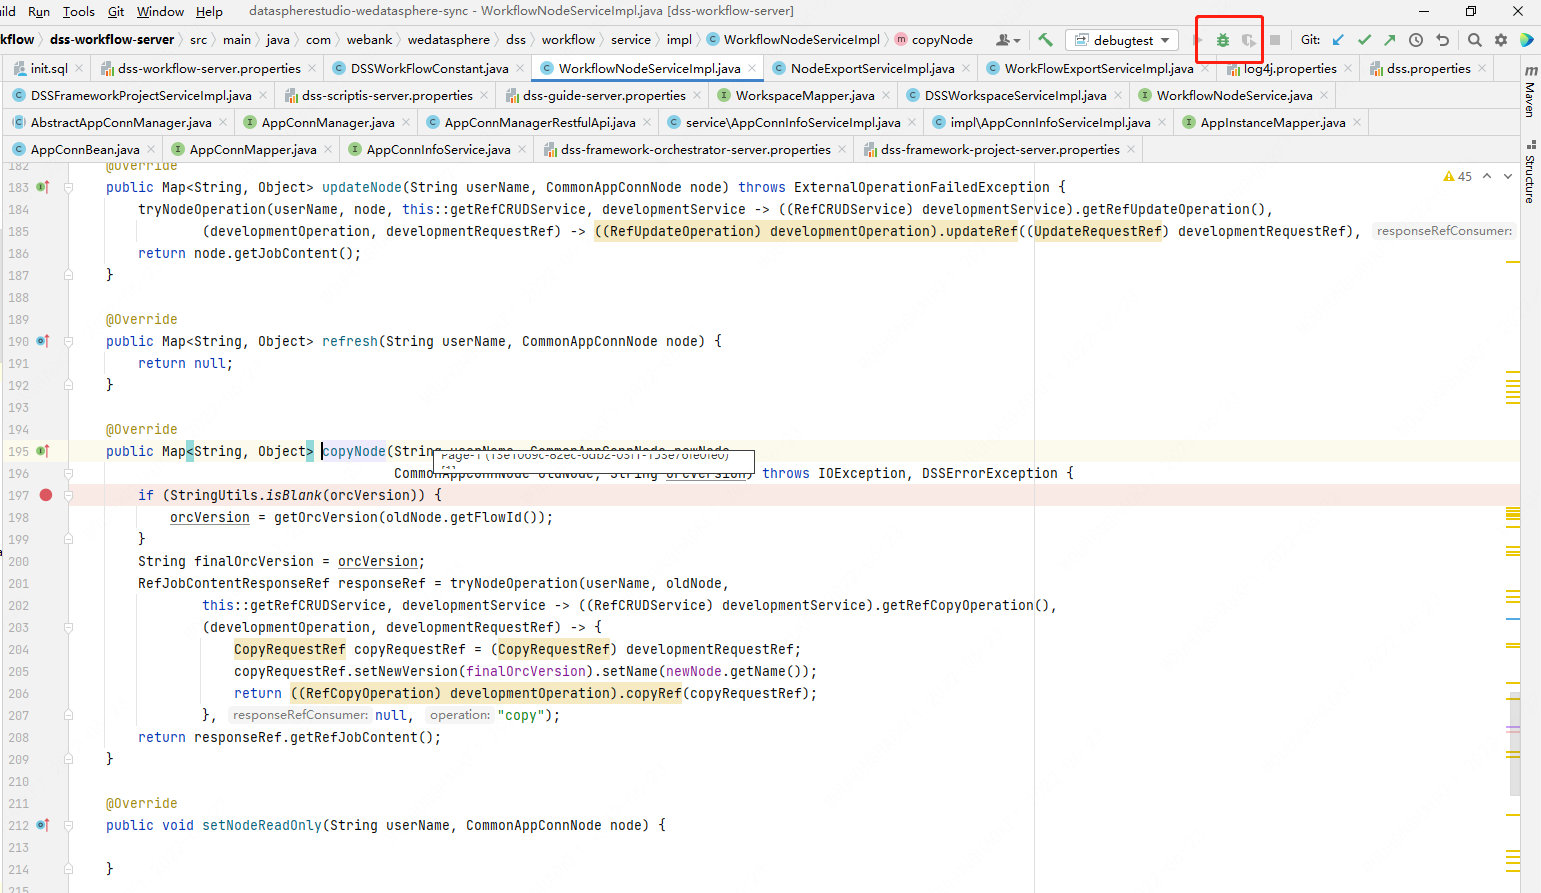 ild Run Tools Git Window Help dataspherestudio-wedatasphere-sync - WorkflowNodeServiceImpl.java [dss-workflow-server]
kflow dss-workflow-server src main java com webank wedatasphere dss workflow service impl WorkflowNodeServiceImpl copyNode debugtest Git:
init.sql dss-workflow-server.properties DSSWorkFlowConstant.java WorkflowNodeServiceImpl.java NodeExportServiceImpl.java WorkFlowExportServiceImpl.java log4j.properties dss.properties
DSSFrameworkProjectServiceImpl.java dss-scriptis-server.properties dss-guide-server.properties WorkspaceMapper.java DSSWorkspaceServiceImpl.java WorkflowNodeService.java
AbstractAppConnManager.java AppConnManager.java AppConnManagerRestfulApi.java service\AppConnInfoServiceImpl.java impl\AppConnInfoServiceImpl.java AppInstanceMapper.java
AppConnBean.java AppConnMapper.java AppConnInfoService.java dss-framework-orchestrator-server.properties dss-framework-project-server.properties
Maven
Structure
45
182 @Override
183 public Map<String, Object> updateNode(String userName, CommonAppConnNode node) throws ExternalOperationFailedException {
184 tryNodeOperation(userName, node, this::getRefCRUDService, developmentService -> ((RefCRUDService) developmentService).getRefUpdateOperation(),
185 (developmentOperation, developmentRequestRef) -> ((RefUpdateOperation) developmentOperation).updateRef((UpdateRequestRef) developmentRequestRef), responseRefConsumer:
186 return node.getJobContent();
187 }
188
189 @Override
190 public Map<String, Object> refresh(String userName, CommonAppConnNode node) {
191 return null;
192 }
193
194 @Override
195 public Map<String, Object> copyNode(String userName, CommonAppConnNode newNode,
196 CommonAppConnNode oldNode, String orcVersion) throws IOException, DSSErrorException {
197 if (StringUtils.isBlank(orcVersion)) {
198 orcVersion = getOrcVersion(oldNode.getFlowId());
199 }
200 String finalOrcVersion = orcVersion;
201 RefJobContentResponseRef responseRef = tryNodeOperation(userName, oldNode,
202 this::getRefCRUDService, developmentService -> ((RefCRUDService) developmentService).getRefCopyOperation(),
203 (developmentOperation, developmentRequestRef) -> {
204 CopyRequestRef copyRequestRef = (CopyRequestRef) developmentRequestRef;
205 copyRequestRef.setNewVersion(finalOrcVersion).setName(newNode.getName());
206 return ((RefCopyOperation) developmentOperation).copyRef(copyRequestRef);
207 }, responseRefConsumer: null, operation: "copy");
208 return responseRef.getRefJobContent();
209 }
210
211 @Override
212 public void setNodeReadOnly(String userName, CommonAppConnNode node) {
213
214 }
215